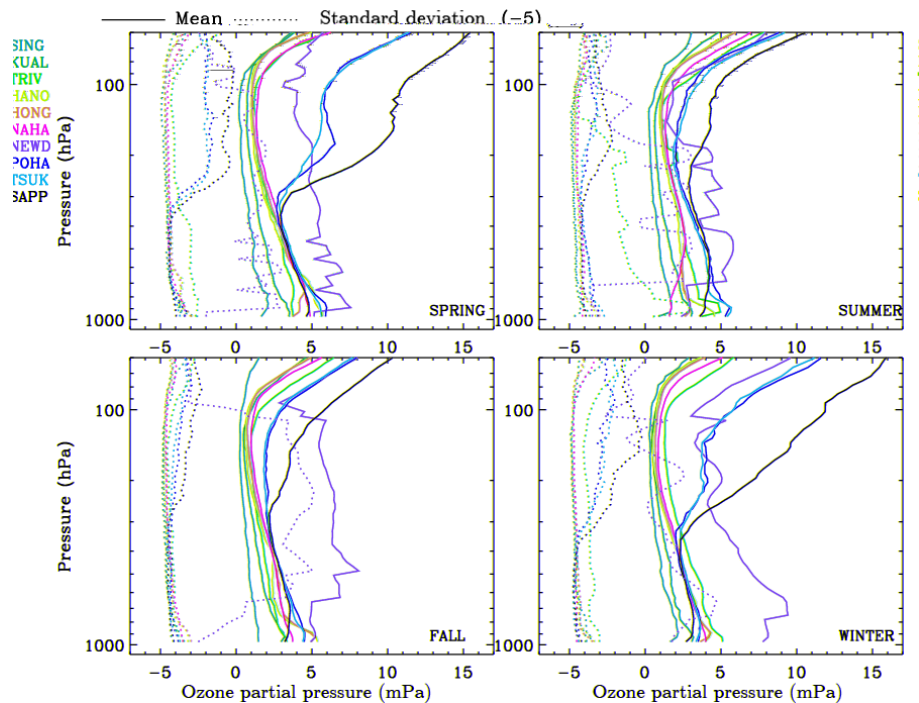 Mean Standard deviation (−5)
SING
KUAL
TRIV
HANO
HONG
NAHA
NEWD
POHA
TSUK
SAPP
Pressure (hPa)
100
1000
SPRING
−5 0 5 10 15
100
1000
SUMMER
−5 0 5 10 15
Pressure (hPa)
100
1000
FALL
−5 0 5 10 15
Ozone partial pressure (mPa)
100
1000
WINTER
−5 0 5 10 15
Ozone partial pressure (mPa)